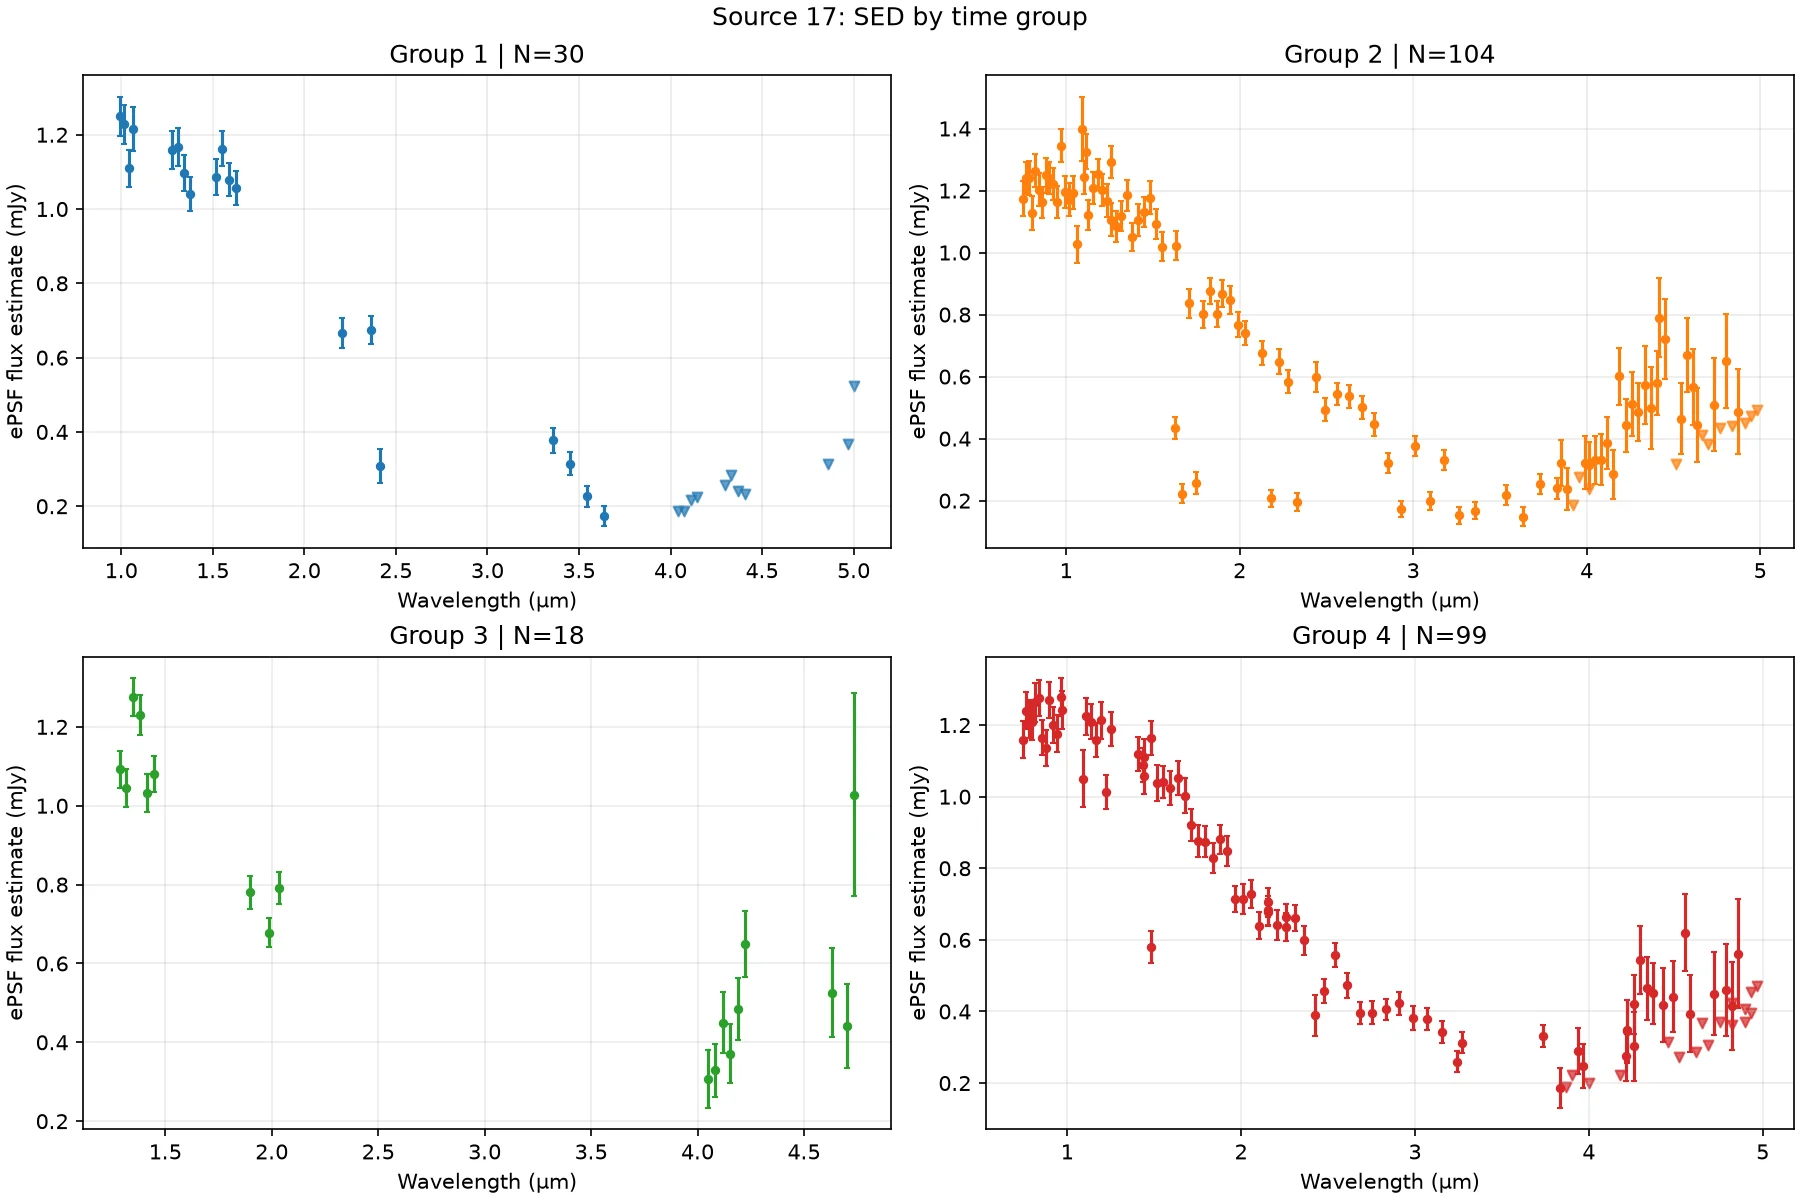 Source 17: SED by time group
Group 1 | N=30
ePSF flux estimate (mJy)
1.2
1.0
0.8
0.6
0.4
0.2
1.0 1.5 2.0 2.5 3.0 3.5 4.0 4.5 5.0
Wavelength (µm)
Group 2 | N=104
ePSF flux estimate (mJy)
1.4
1.2
1.0
0.8
0.6
0.4
0.2
1 2 3 4 5
Wavelength (µm)
Group 3 | N=18
ePSF flux estimate (mJy)
1.2
1.0
0.8
0.6
0.4
0.2
1.5 2.0 2.5 3.0 3.5 4.0 4.5
Wavelength (µm)
Group 4 | N=99
ePSF flux estimate (mJy)
1.2
1.0
0.8
0.6
0.4
0.2
1 2 3 4 5
Wavelength (µm)